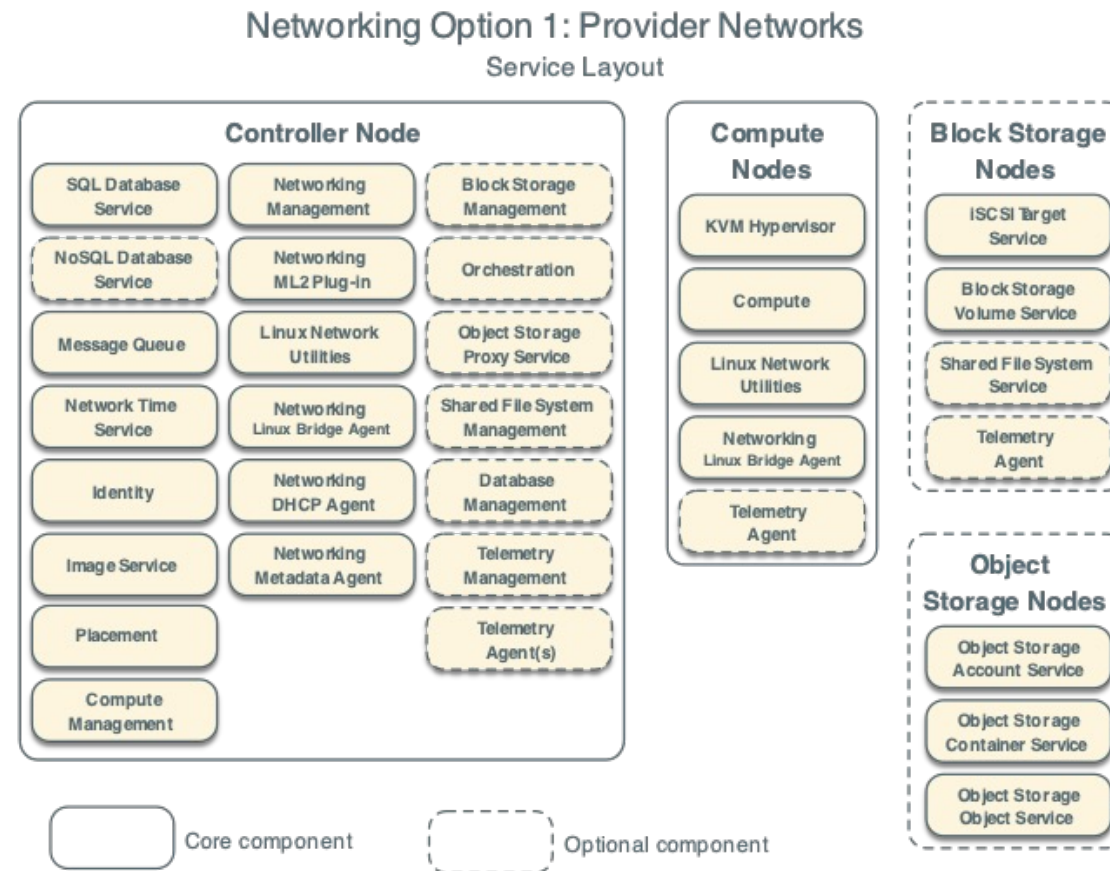 Networking Option 1: Provider Networks
Service Layout
Controller Node
SQL Database
Service
NoSQL Database
Service
Message Queue
Network Time
Service
Identity
Image Service
Placement
Compute
Management
Networking
Management
Networking
ML2 Plug-in
Linux Network
Utilities
Networking
Linux Bridge Agent
Networking
DHCP Agent
Networking
Metadata Agent
Block Storage
Management
Orchestration
Object Storage
Proxy Service
Shared File System
Management
Database
Management
Telemetry
Management
Telemetry
Agent(s)
Compute
Nodes
KVM Hypervisor
Compute
Linux Network
Utilities
Networking
Linux Bridge Agent
Telemetry
Agent
Block Storage
Nodes
iSCSI Target
Service
Block Storage
Volume Service
Shared File System
Service
Telemetry
Agent
Object
Storage Nodes
Object Storage
Account Service
Object Storage
Container Service
Object Storage
Object Service
Core component
Optional component